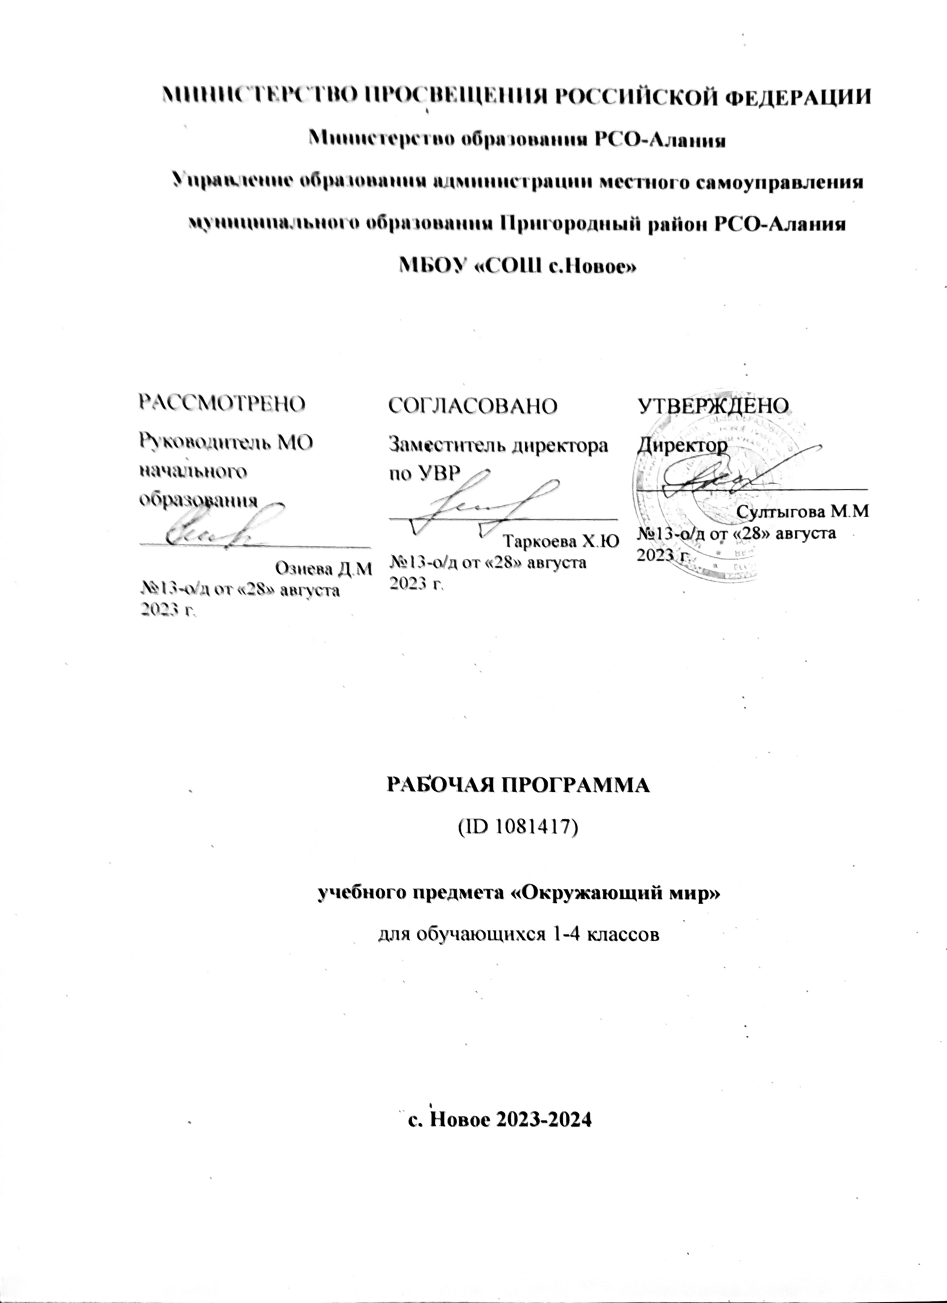 МИНИСТЕРСТВО ПРОСВЕЩЕНИЯ РОССИЙСКОЙ ФЕДЕРАЦИИ
Министерство образования РСО-Алания
Управление образования администрации местного самоуправления
муниципального образования Пригородный район РСО-Алания
МБОУ «СОШ с.Новое»
РАССМОТРЕНО
Руководитель МО
начального
образования
Озиева Д.М
№13-о/д от «28» августа
2023 г.
СОГЛАСОВАНО
Заместитель директора
по УВР
Таркоева Х.Ю
№13-о/д от «28» августа
2023 г.
УТВЕРЖДЕНО
Директор
Султыгова М.М
№13-о/д от «28» августа
2023 г.
РАБОЧАЯ ПРОГРАММА
(ID 1081417)
учебного предмета «Окружающий мир»
для обучающихся 1-4 классов
с. Новое 2023-2024